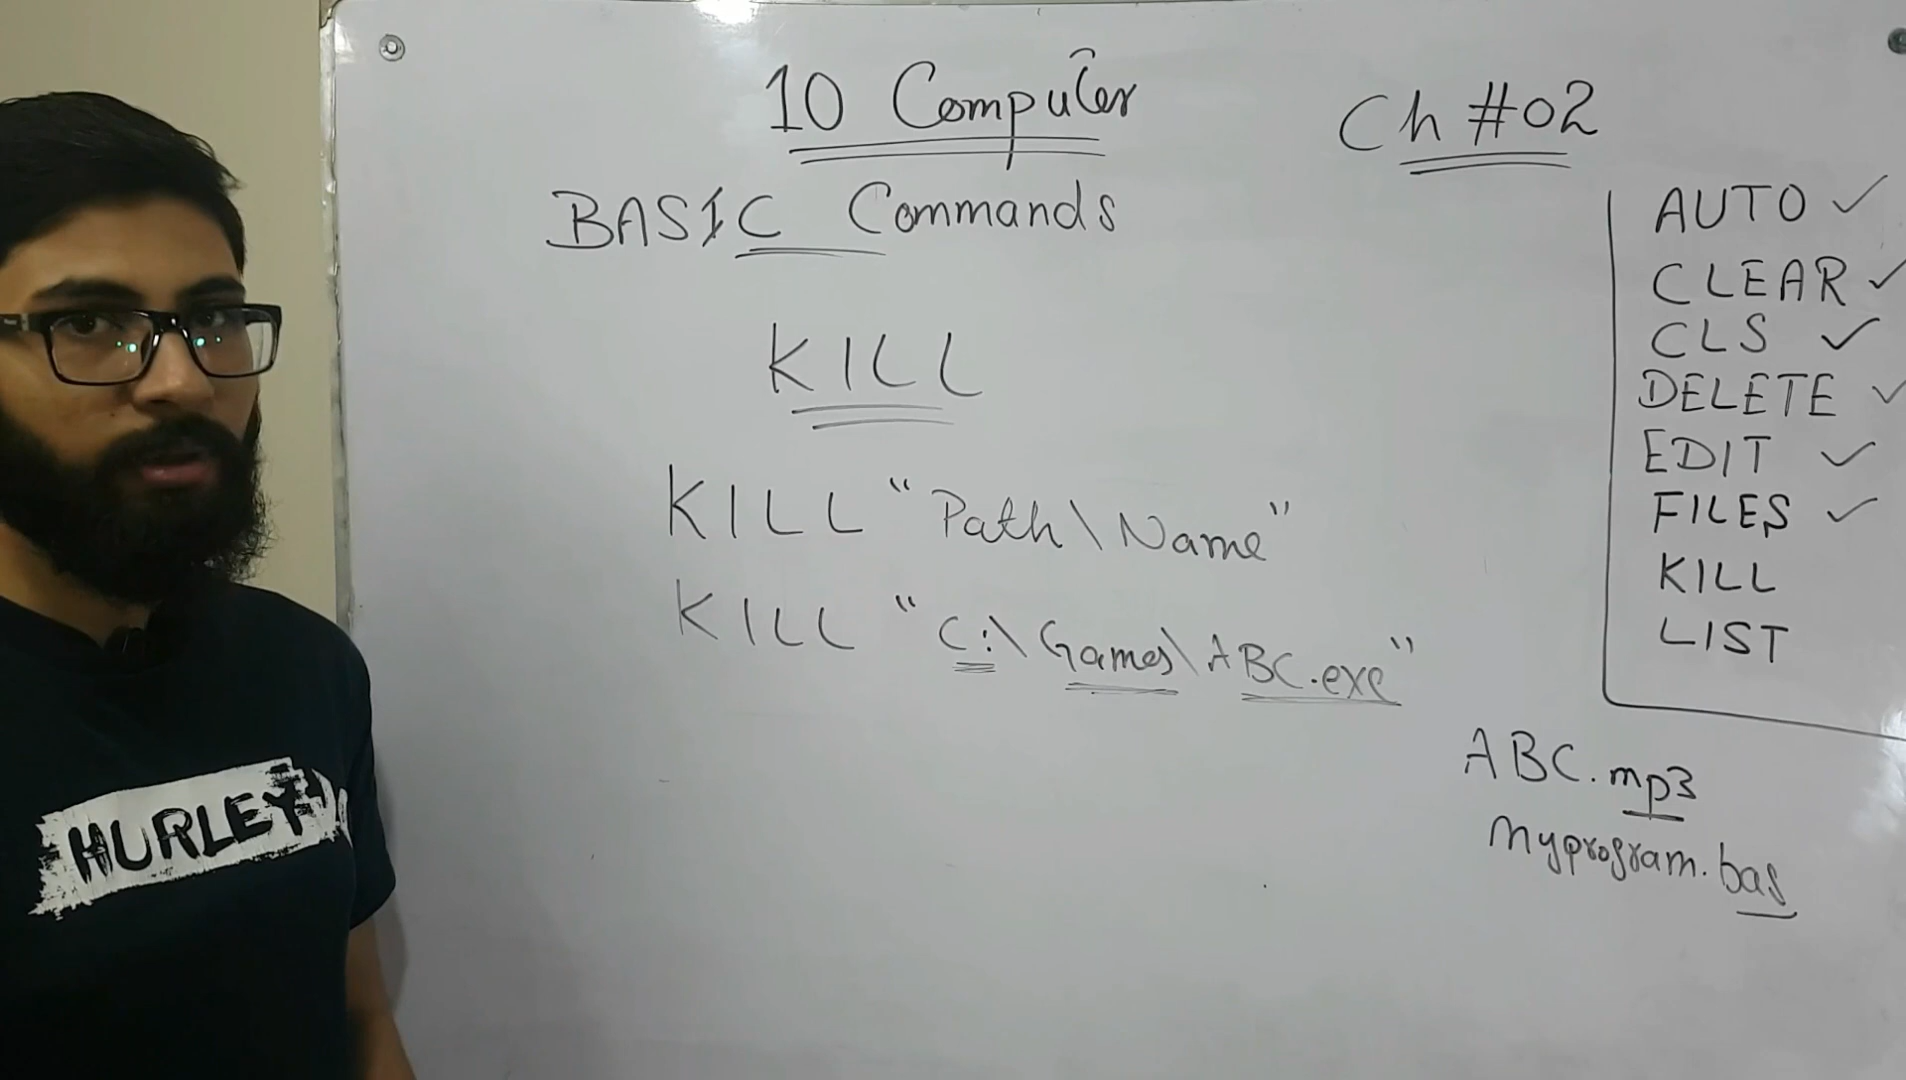 10 Computer
Ch #02
BASIC Commands
KILL
KILL "Path\Name"
KILL "C:\Games\ABC.exe"
AUTO ✓
CLEAR ✓
CLS ✓
DELETE ✓
EDIT ✓
FILES ✓
KILL
LIST
ABC.mp3
myprogram.bas
HURLEY